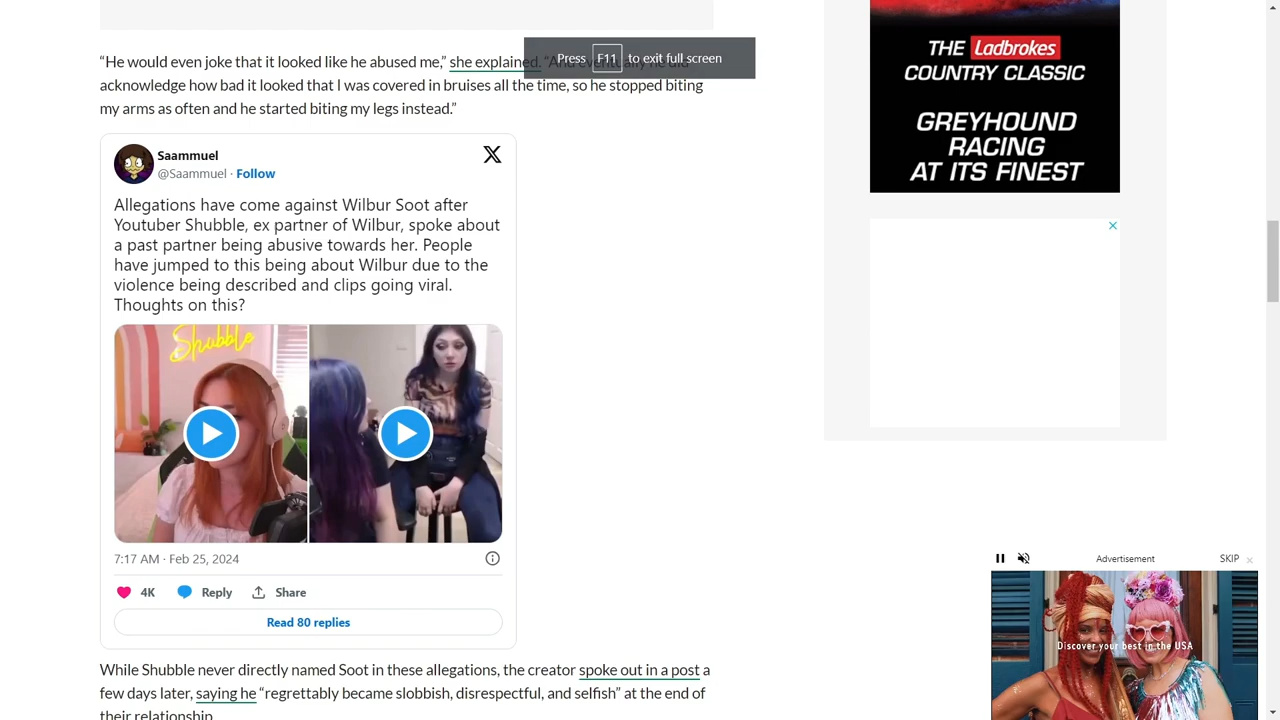 “He would even joke that it looked like he abused me,” she explained. “And eventually he did
acknowledge how bad it looked that I was covered in bruises all the time, so he stopped biting
my arms as often and he started biting my legs instead.”
Press F11 to exit full screen
Saammuel
@Saammuel · Follow
Allegations have come against Wilbur Soot after
Youtuber Shubble, ex partner of Wilbur, spoke about
a past partner being abusive towards her. People
have jumped to this being about Wilbur due to the
violence being described and clips going viral.
Thoughts on this?
Shubble
7:17 AM · Feb 25, 2024
4K Reply Share
Read 80 replies
While Shubble never directly named Soot in these allegations, the creator spoke out in a post a
few days later, saying he “regrettably became slobbish, disrespectful, and selfish” at the end of
their relationship.
THE Ladbrokes
COUNTRY CLASSIC
GREYHOUND
RACING
AT ITS FINEST
Advertisement SKIP
Discover your best in the USA